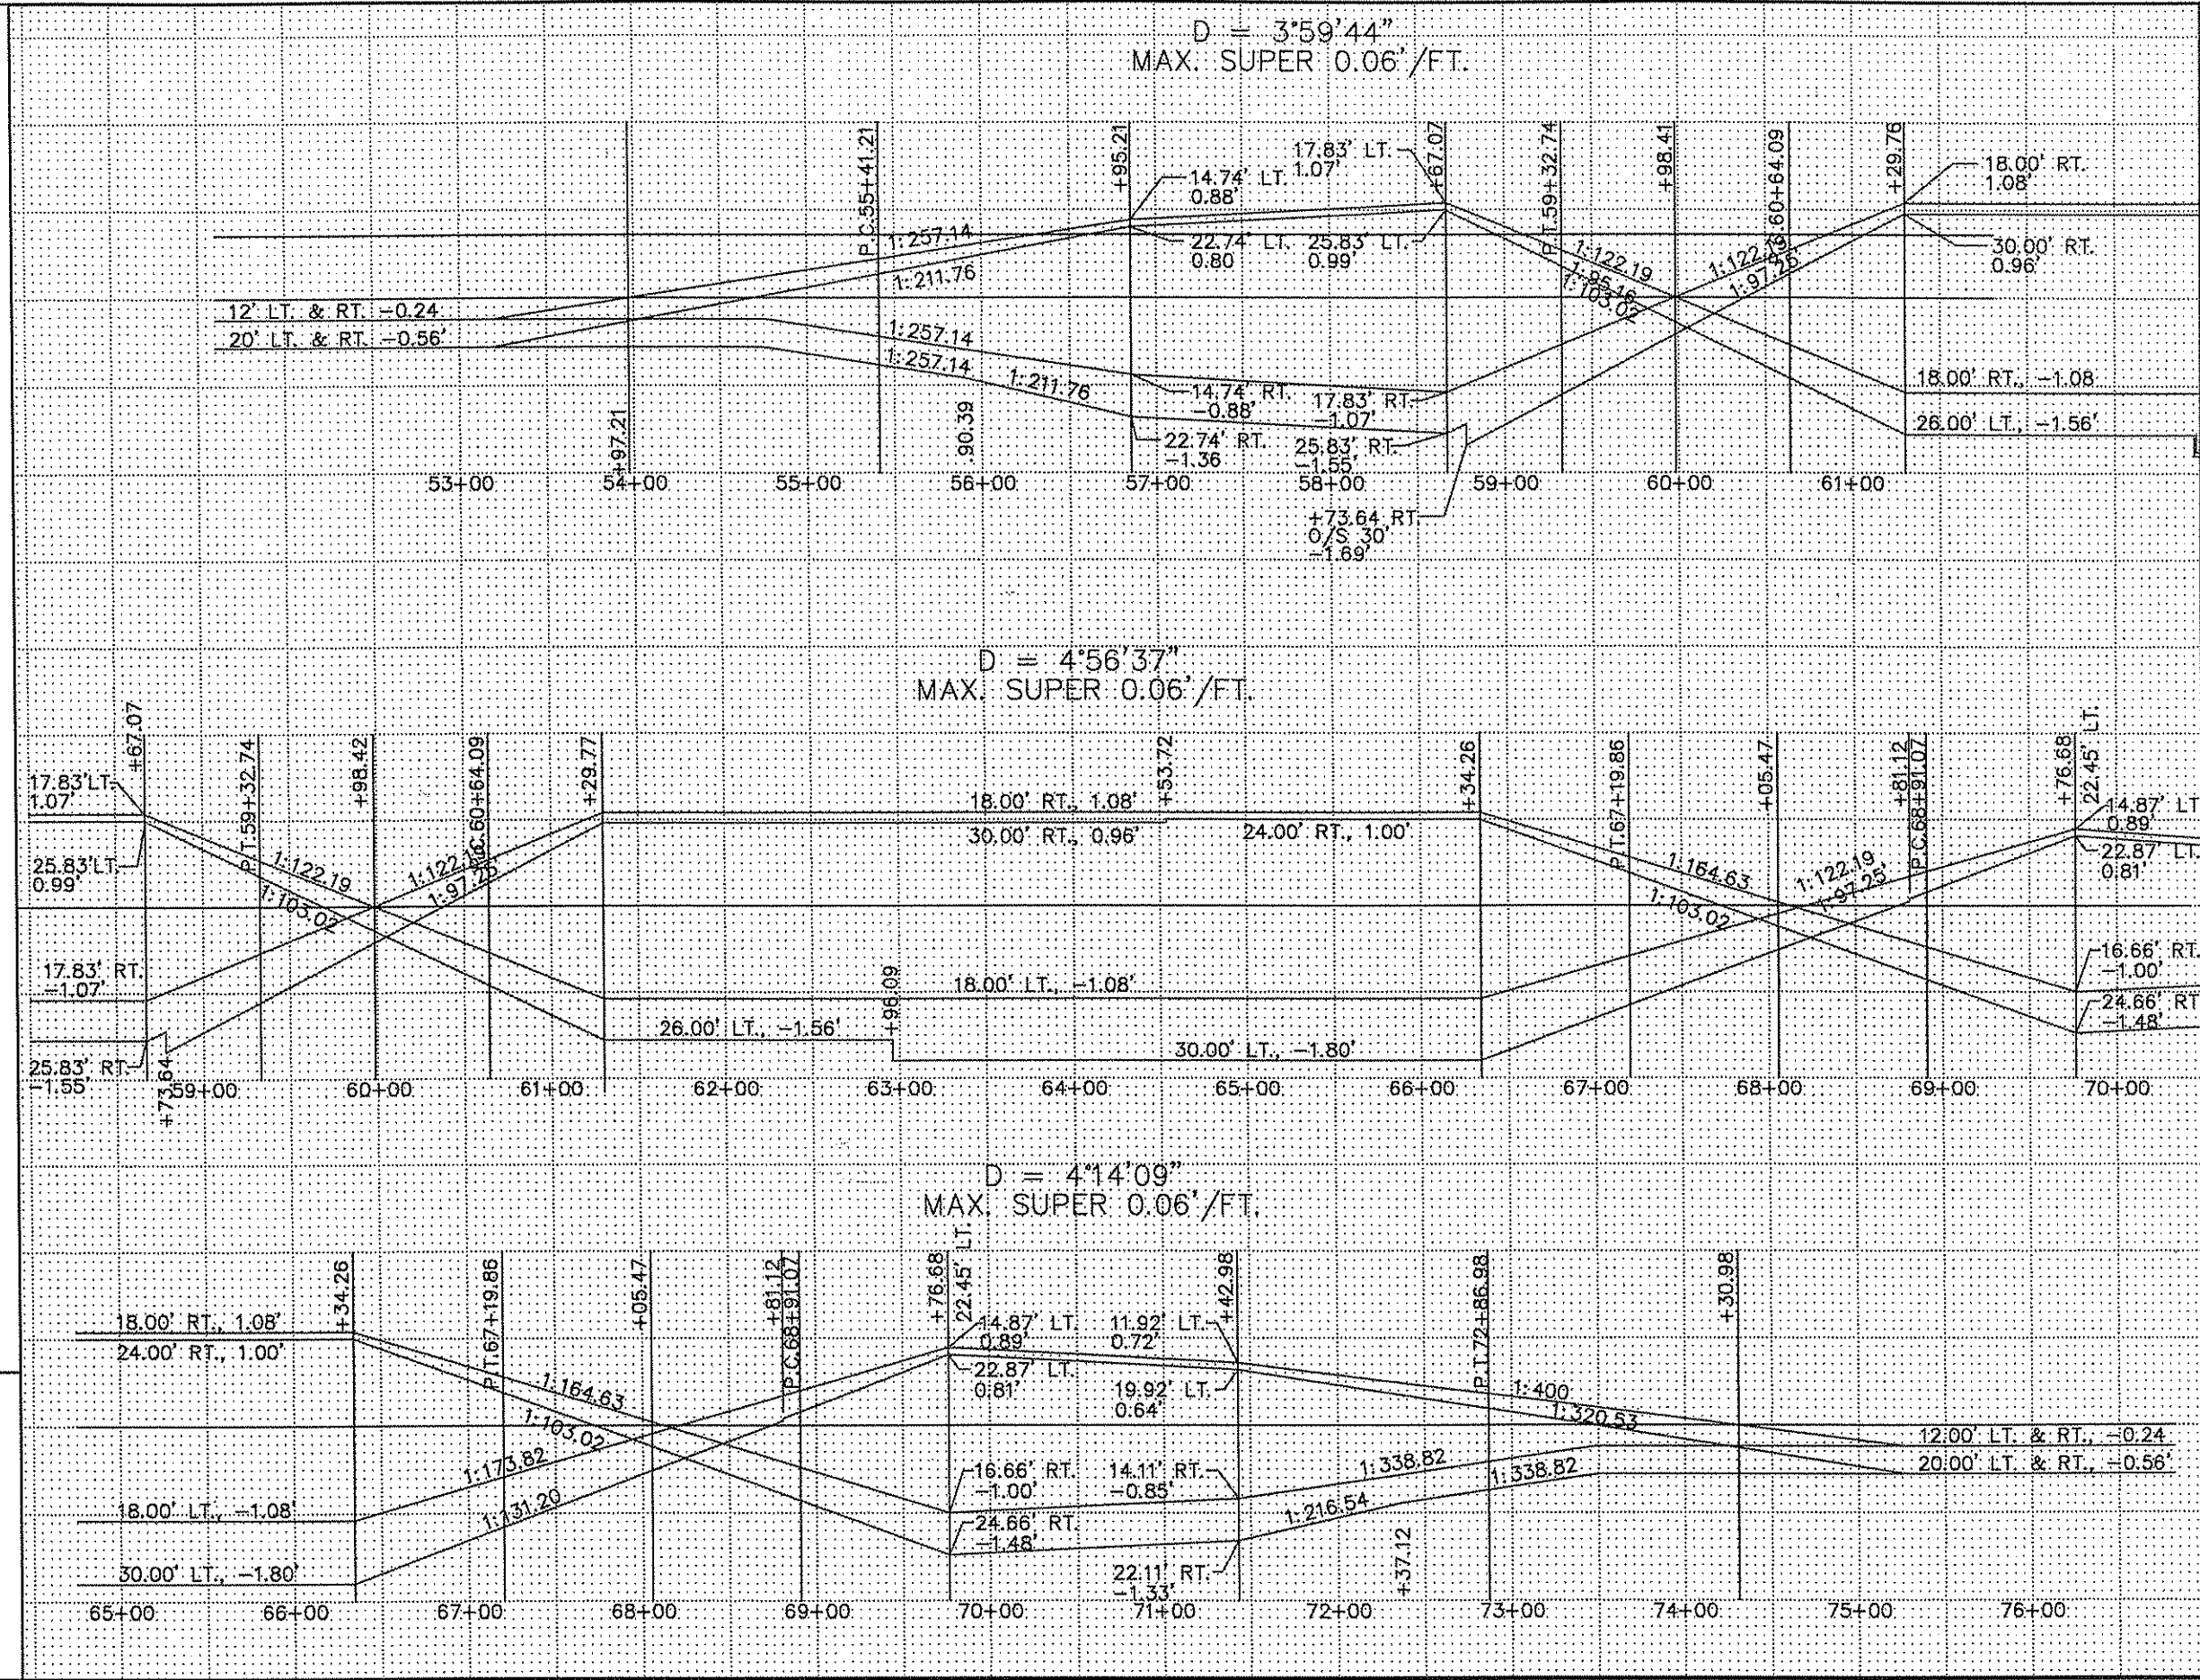 D = 3°59'44"
MAX. SUPER 0.06'/FT.
+97.21
P.C.55+41.21
+95.21
+67.07
P.T.59+32.74
+98.41
60+64.09
+29.76
17.83' LT.
1.07'
14.74' LT.
0.88'
18.00' RT.
1.08'
22.74' LT.
0.80
25.83' LT.
0.99'
30.00' RT.
0.96'
1:257.14
1:211.76
1:122.19
1:95.16
1:103.02
1:97.25
12' LT. & RT. -0.24
20' LT. & RT. -0.56'
1:257.14
1:257.14
1:211.76
.90.39
14.74' RT.
-0.88'
17.83' RT.
-1.07'
22.74' RT.
-1.36
25.83' RT.
-1.55'
18.00' RT., -1.08
26.00' LT., -1.56'
53+00
54+00
55+00
56+00
57+00
58+00
59+00
60+00
61+00
+73.64 RT.
O/S 30'
-1.69'
D = 4°56'37"
MAX. SUPER 0.06'/FT.
+67.07
P.T.59+32.74
+98.42
P.C.60+64.09
+29.77
+53.72
+34.26
P.T.67+19.86
+05.47
+81.12
P.C.68+91.07
+76.68
22.45' LT.
17.83'LT.
1.07'
25.83'LT.
0.99'
1:122.19
1:103.02
1:97.25
18.00' RT., 1.08'
30.00' RT., 0.96'
24.00' RT., 1.00'
1:164.63
1:103.02
1:122.19
1:97.25
14.87' LT
0.89'
22.87' LT.
0.81'
17.83' RT.
-1.07'
25.83' RT.
-1.55'
+73.64
26.00' LT., -1.56'
+96.09
18.00' LT., -1.08'
30.00' LT., -1.80'
16.66' RT.
-1.00'
24.66' RT
-1.48'
59+00
60+00
61+00
62+00
63+00
64+00
65+00
66+00
67+00
68+00
69+00
70+00
D = 4°14'09"
MAX. SUPER 0.06'/FT.
+34.26
P.T.67+19.86
+05.47
+81.12
P.C.68+91.07
+76.68
22.45' LT.
+42.98
P.T.72+86.98
+30.98
18.00' RT., 1.08'
24.00' RT., 1.00'
14.87' LT.
0.89'
11.92' LT.
0.72'
22.87' LT.
0.81'
19.92' LT.
0.64'
1:164.63
1:103.02
1:173.82
1:131.20
1:400
1:320.53
12.00' LT. & RT., -0.24
20.00' LT. & RT., -0.56'
18.00' LT., -1.08'
30.00' LT., -1.80'
16.66' RT.
-1.00'
14.11' RT.
-0.85'
24.66' RT.
-1.48'
22.11' RT.
-1.33'
1:338.82
1:338.82
1:216.54
+37.12
65+00
66+00
67+00
68+00
69+00
70+00
71+00
72+00
73+00
74+00
75+00
76+00